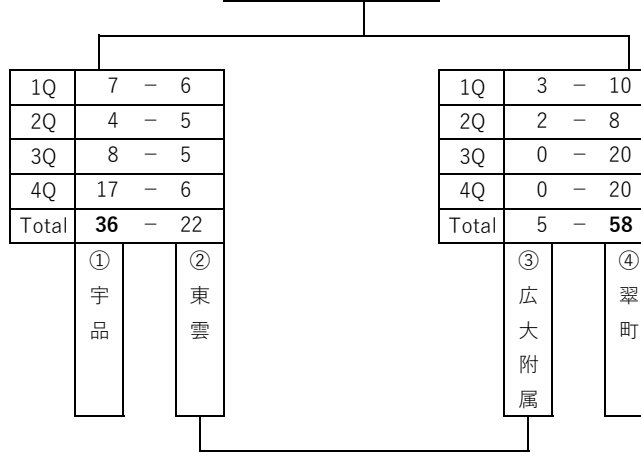 1Q 7 － 6
2Q 4 － 5
3Q 8 － 5
4Q 17 － 6
Total 36 － 22
①宇品
②東雲
1Q 3 － 10
2Q 2 － 8
3Q 0 － 20
4Q 0 － 20
Total 5 － 58
③広大附属
④翠町